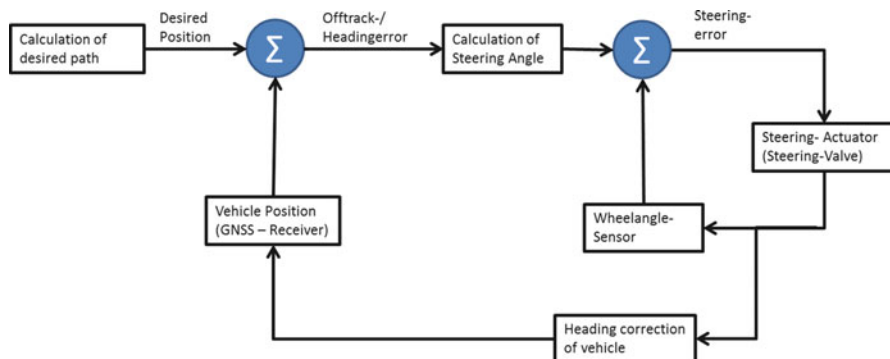 Calculation of
desired path
Desired
Position
Σ
Offtrack-/
Headingerror
Calculation of
Steering Angle
Σ
Steering-
error
Steering- Actuator
(Steering-Valve)
Vehicle Position
(GNSS – Receiver)
Wheelangle-
Sensor
Heading correction
of vehicle